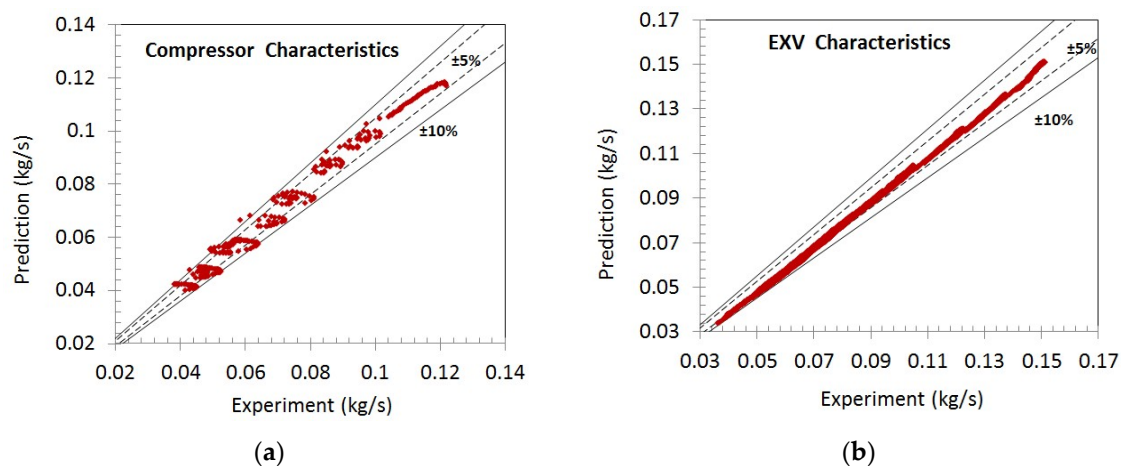 Compressor Characteristics
0.14
0.12
0.1
0.08
0.06
0.04
0.02
Prediction (kg/s)
±5%
±10%
0.02 0.04 0.06 0.08 0.1 0.12 0.14
Experiment (kg/s)
(a)
EXV Characteristics
0.17
0.15
0.13
0.11
0.09
0.07
0.05
0.03
Prediction (kg/s)
±5%
±10%
0.03 0.05 0.07 0.09 0.11 0.13 0.15 0.17
Experiment (kg/s)
(b)